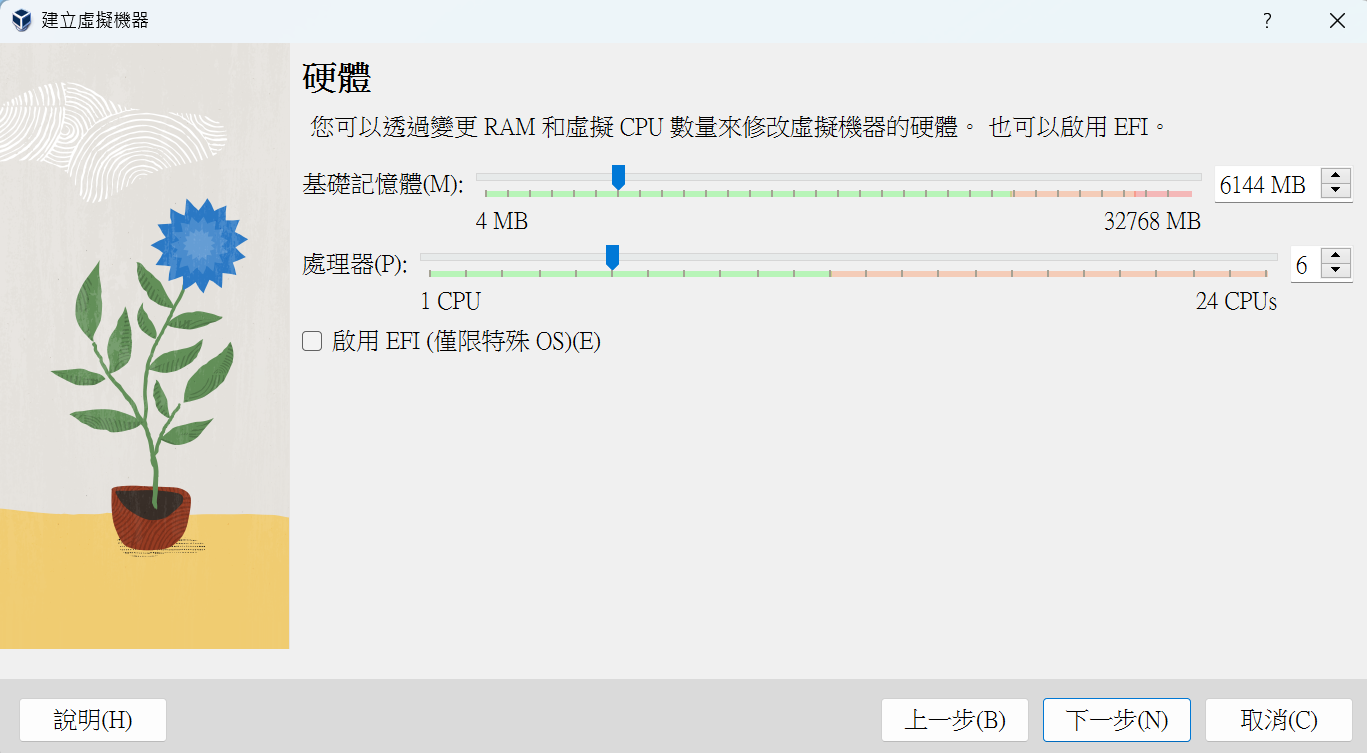 建立虛擬機器
?
硬體
您可以透過變更 RAM 和虛擬 CPU 數量來修改虛擬機器的硬體。 也可以啟用 EFI。
基礎記憶體(M): 6144 MB
4 MB 32768 MB
處理器(P): 6
1 CPU 24 CPUs
啟用 EFI (僅限特殊 OS)(E)
說明(H) 上一步(B) 下一步(N) 取消(C)